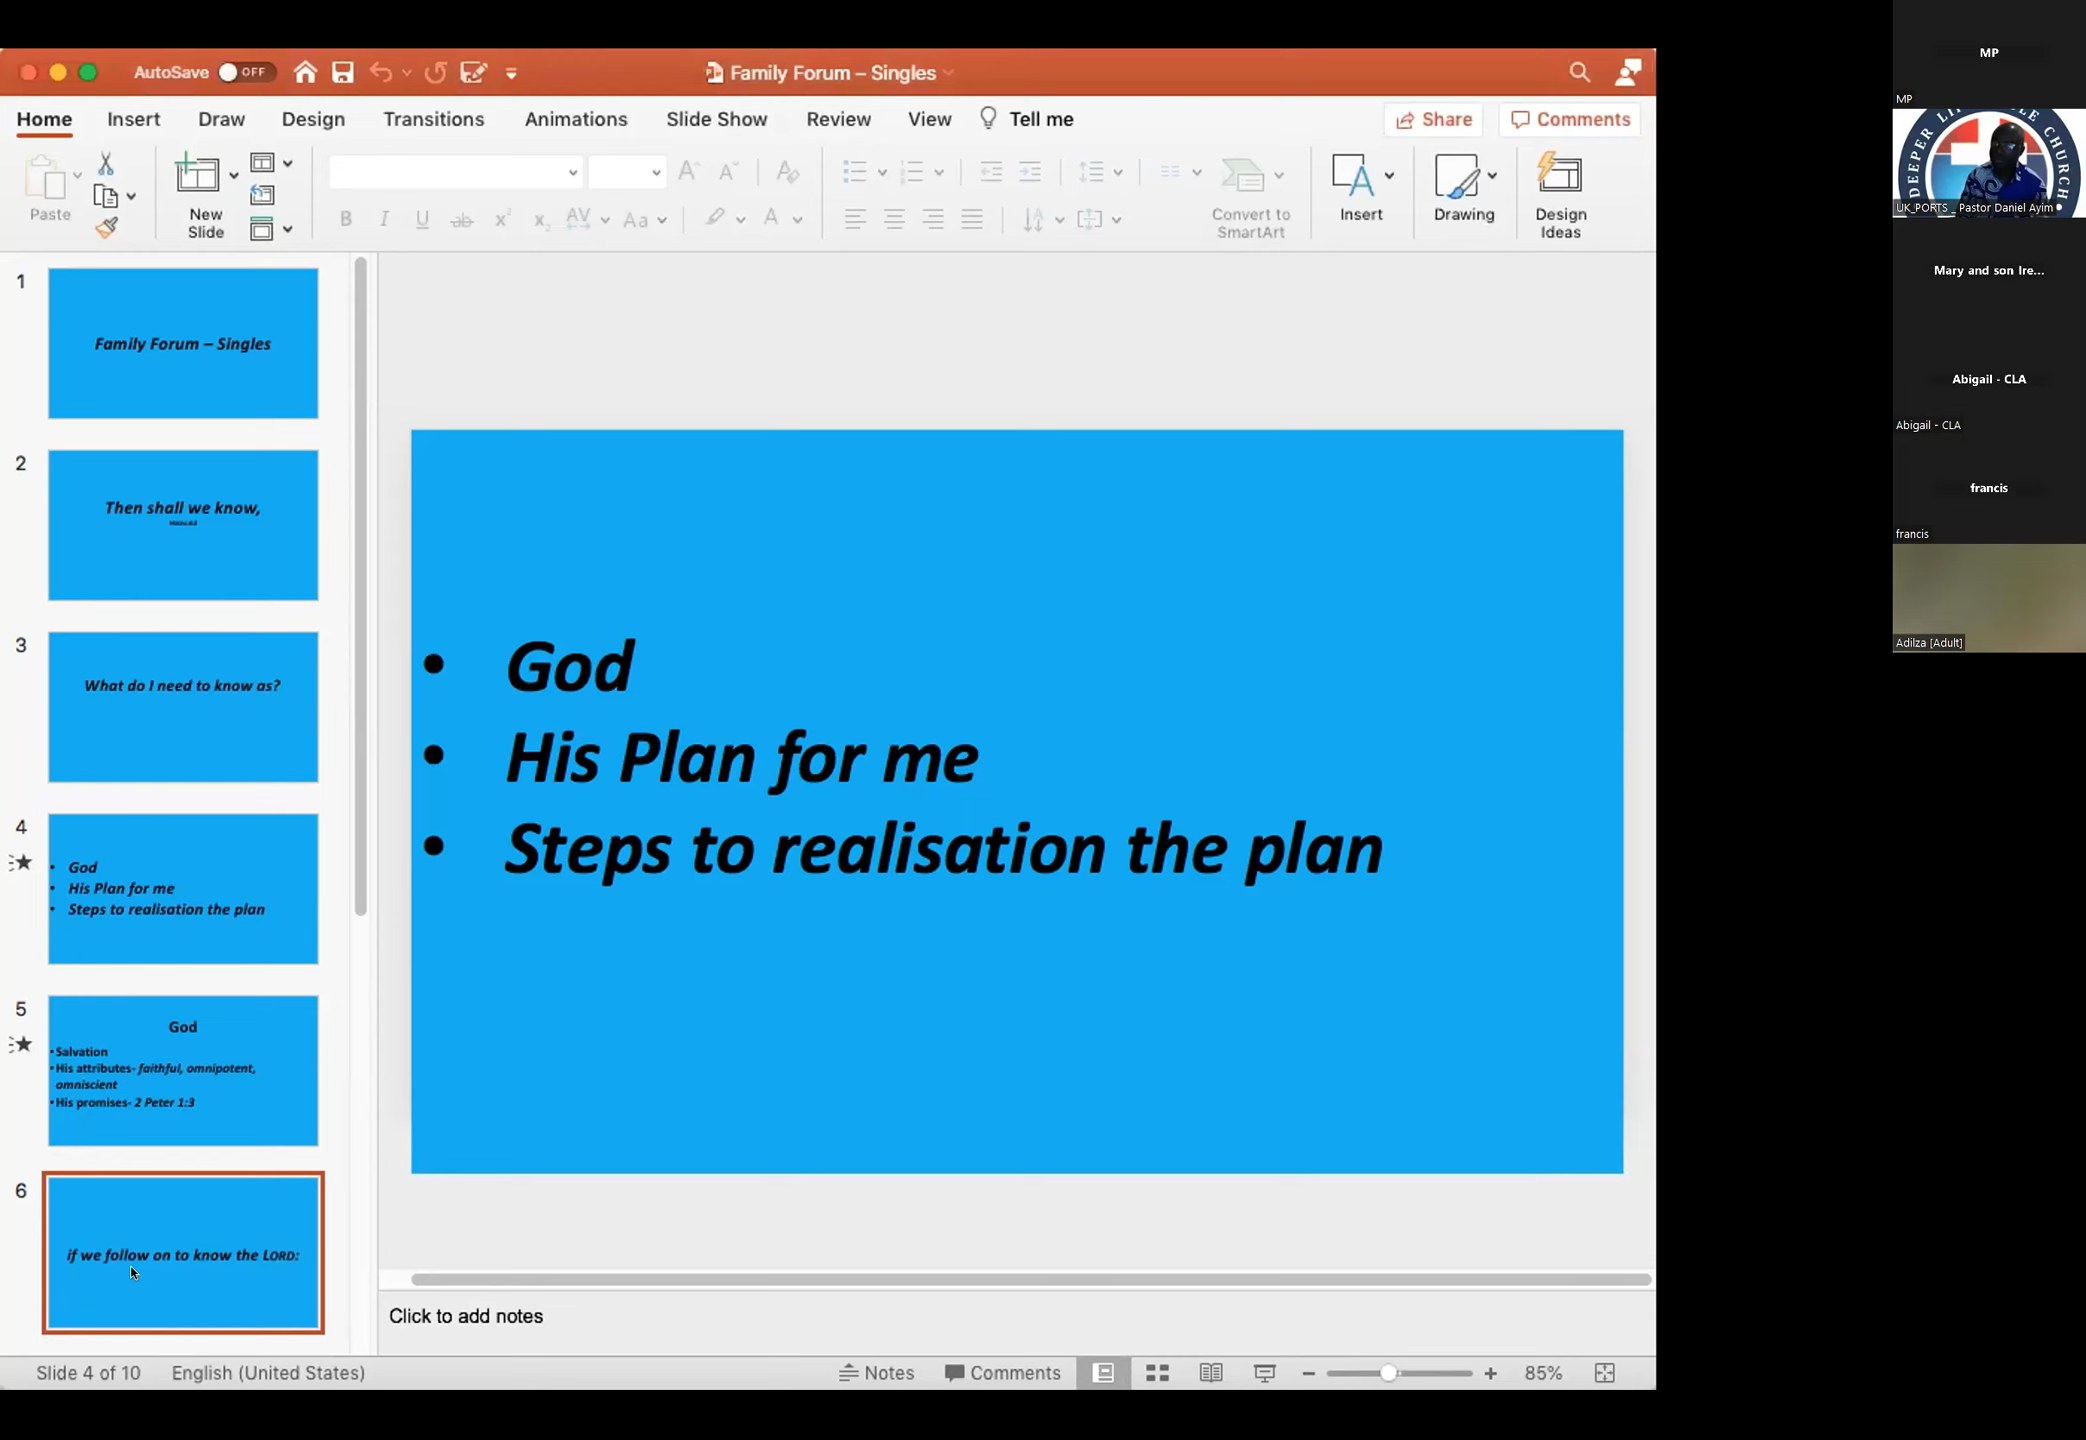 AutoSave OFF
Family Forum – Singles
Home Insert Draw Design Transitions Animations Slide Show Review View Tell me
Share
Comments
Paste
New
Slide
Convert to
SmartArt
Insert
Drawing
Design
Ideas
1
Family Forum – Singles
2
Then shall we know,
3
What do I need to know as?
4
• God
• His Plan for me
• Steps to realisation the plan
5
God
• Salvation
• His attributes- faithful, omnipotent,
omniscient
• His promises- 2 Peter 1:3
6
if we follow on to know the LORD:
• God
• His Plan for me
• Steps to realisation the plan
Click to add notes
Slide 4 of 10 English (United States) Notes Comments 85%
MP
MP
DEEPER LI CHURCH
UK_PORTS _ Pastor Daniel Ayim
Mary and son Ire...
Abigail - CLA
Abigail - CLA
francis
francis
Adilza [Adult]